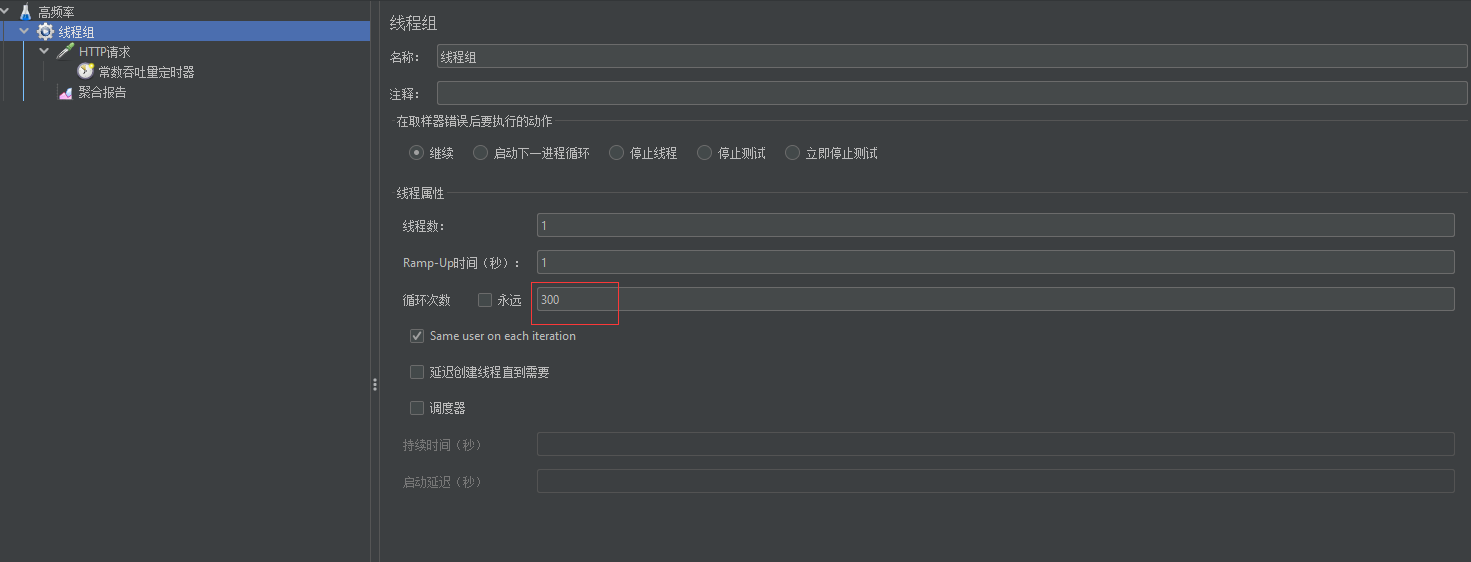 高频率
线程组
HTTP请求
常数吞吐量定时器
聚合报告
线程组
名称： 线程组
注释：
在取样器错误后要执行的动作
继续 启动下一进程循环 停止线程 停止测试 立即停止测试
线程属性
线程数： 1
Ramp-Up时间（秒）： 1
循环次数 永远 300
Same user on each iteration
延迟创建线程直到需要
调度器
持续时间（秒）
启动延迟（秒）